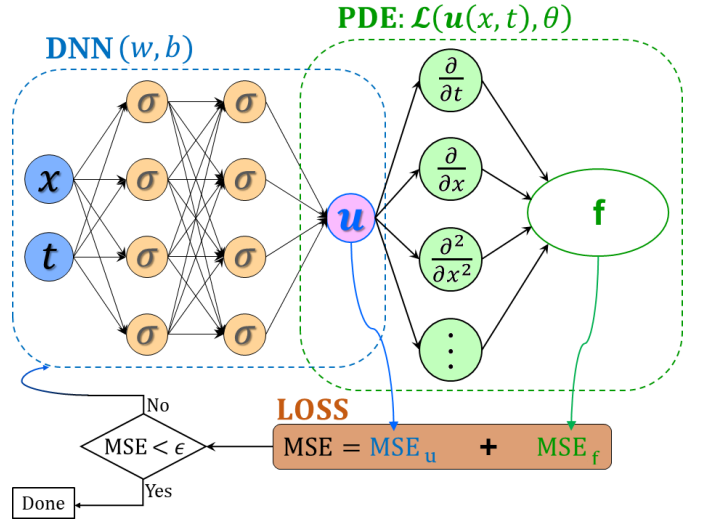 PDE: ℒ(u(x, t), θ)
DNN (w, b)
x
t
σ
σ
σ
σ
σ
σ
σ
σ
u
∂/∂t
∂/∂x
∂²/∂x²
⋮
f
LOSS
MSE = MSE_u + MSE_f
MSE < ϵ
No
Yes
Done